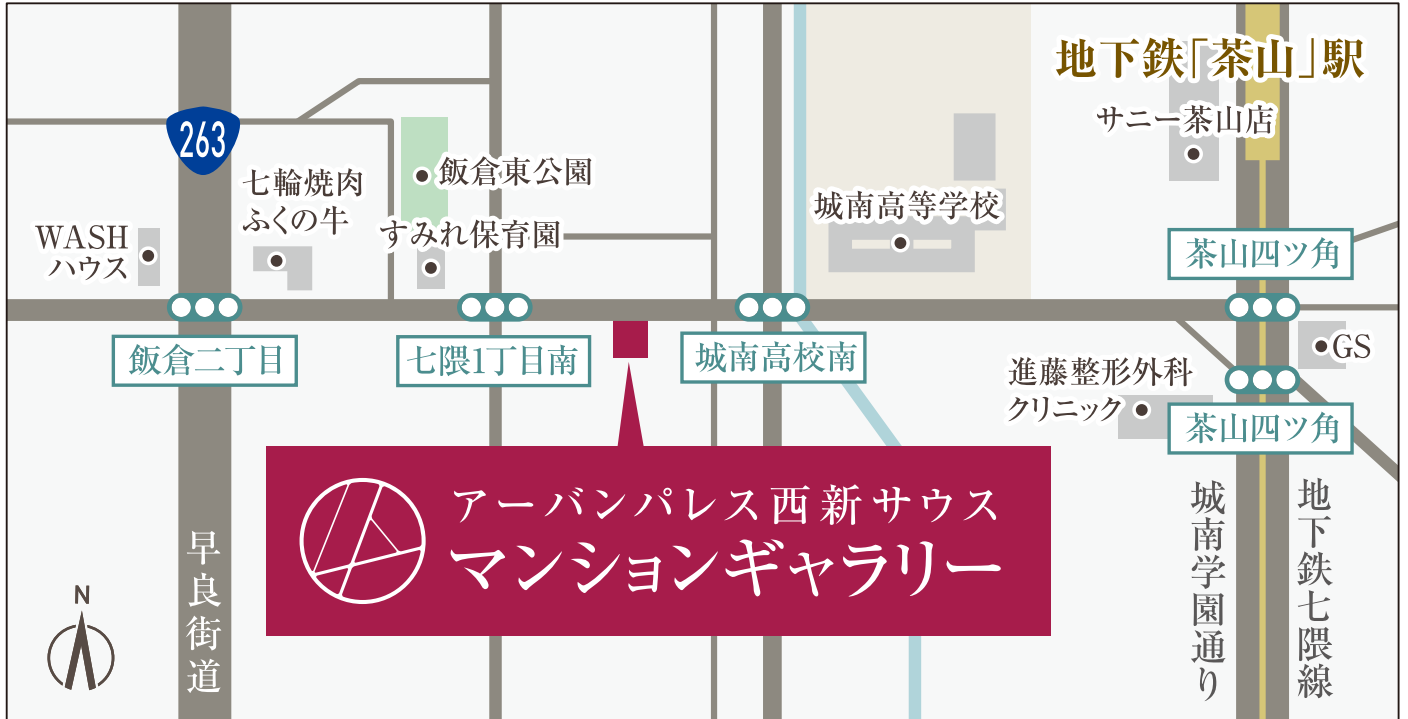 地下鉄「茶山」駅
サニー茶山店
263
飯倉東公園
七輪焼肉
ふくの牛
すみれ保育園
城南高等学校
WASH
ハウス
茶山四ツ角
飯倉二丁目
七隈1丁目南
城南高校南
GS
進藤整形外科
クリニック
茶山四ツ角
アーバンパレス西新サウス
マンションギャラリー
早良街道
城南学園通り
地下鉄七隈線
N